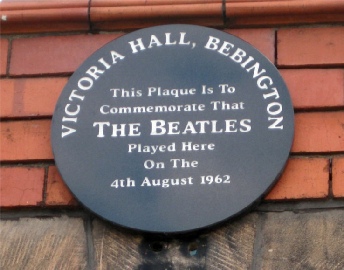 VICTORIA HALL, BEBINGTON
This Plaque Is To
Commemorate That
THE BEATLES
Played Here
On The
4th August 1962